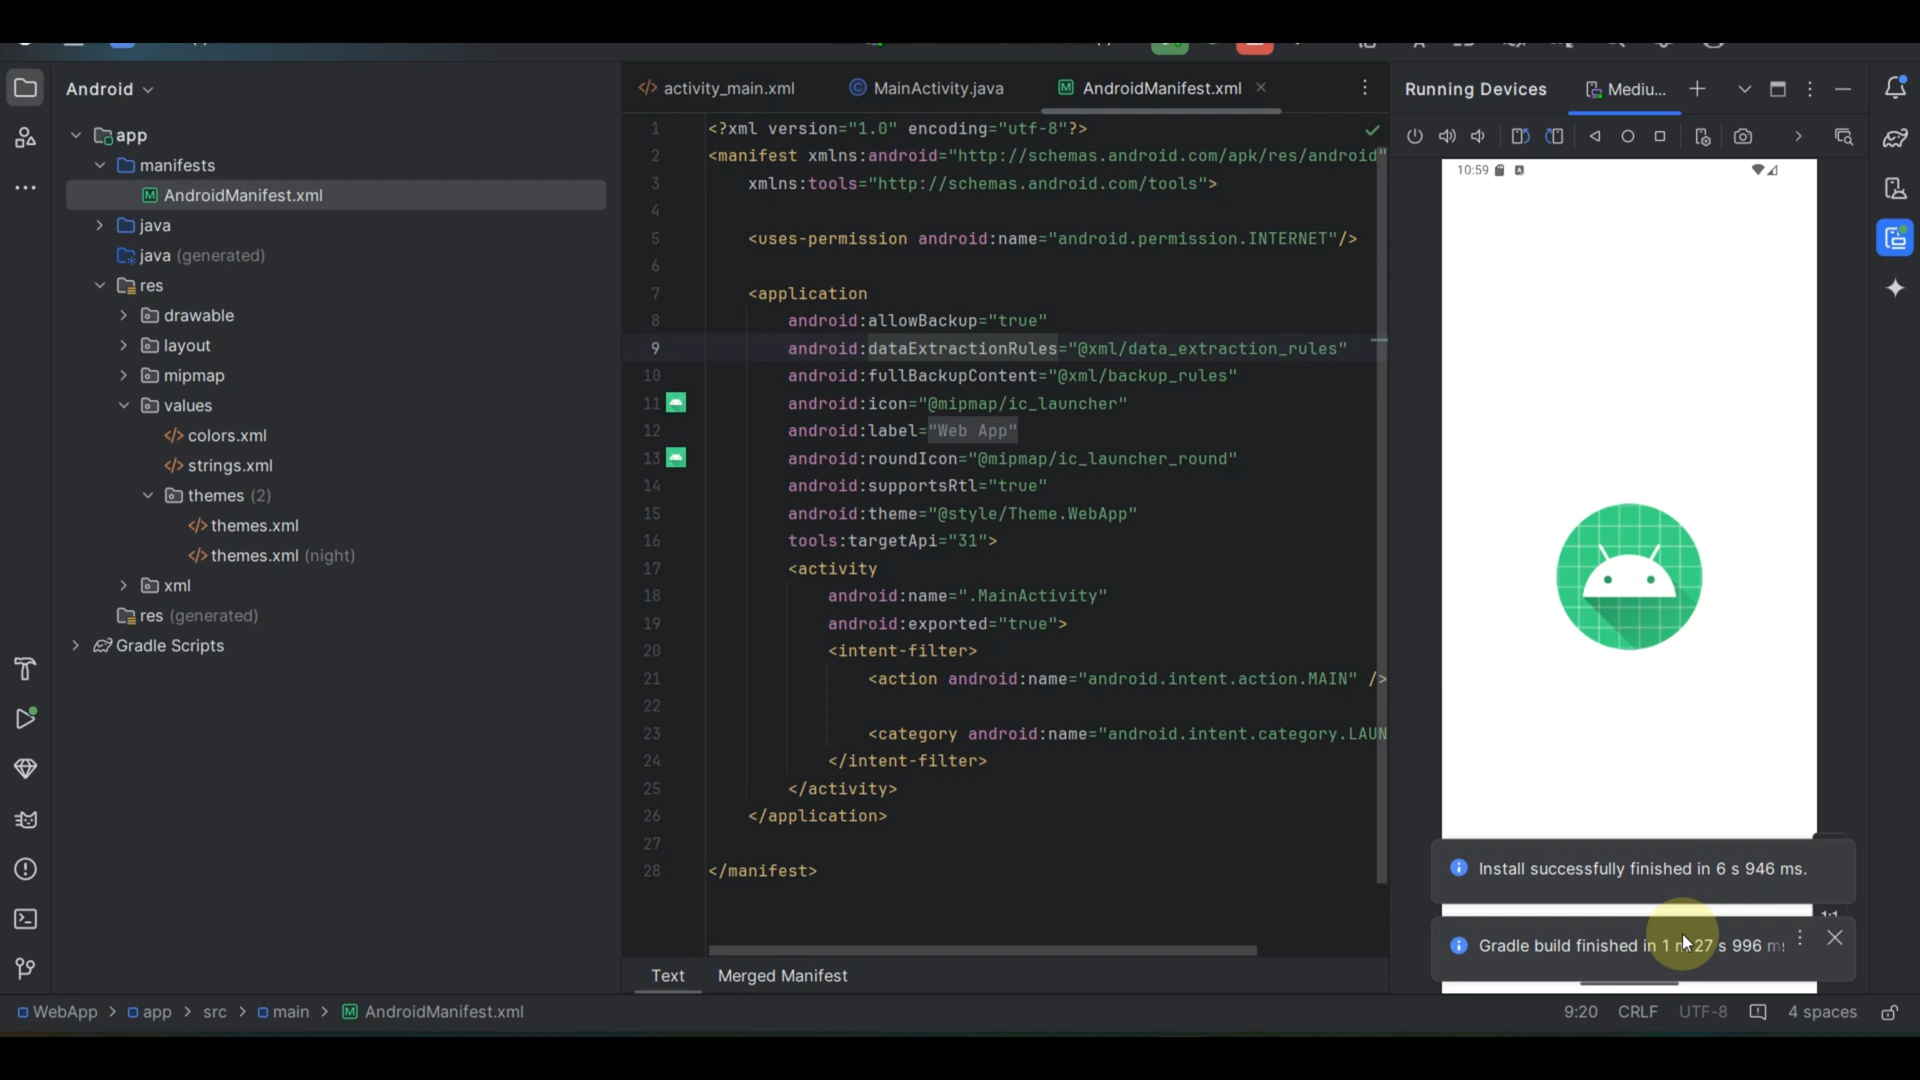 Android
app
manifests
AndroidManifest.xml
java
java (generated)
res
drawable
layout
mipmap
values
colors.xml
strings.xml
themes (2)
themes.xml
themes.xml (night)
xml
res (generated)
Gradle Scripts
activity_main.xml
MainActivity.java
AndroidManifest.xml
1 <?xml version="1.0" encoding="utf-8"?>
2 <manifest xmlns:android="http://schemas.android.com/apk/res/android"
3 xmlns:tools="http://schemas.android.com/tools">
4
5 <uses-permission android:name="android.permission.INTERNET"/>
6
7 <application
8 android:allowBackup="true"
9 android:dataExtractionRules="@xml/data_extraction_rules"
10 android:fullBackupContent="@xml/backup_rules"
11 android:icon="@mipmap/ic_launcher"
12 android:label="Web App"
13 android:roundIcon="@mipmap/ic_launcher_round"
14 android:supportsRtl="true"
15 android:theme="@style/Theme.WebApp"
16 tools:targetApi="31">
17 <activity
18 android:name=".MainActivity"
19 android:exported="true">
20 <intent-filter>
21 <action android:name="android.intent.action.MAIN" />
22
23 <category android:name="android.intent.category.LAUN
24 </intent-filter>
25 </activity>
26 </application>
27
28 </manifest>
Text Merged Manifest
Running Devices Mediu...
10:59
Install successfully finished in 6 s 946 ms.
Gradle build finished in 1 27 s 996
WebApp > app > src > main > AndroidManifest.xml
9:20 CRLF UTF-8 4 spaces